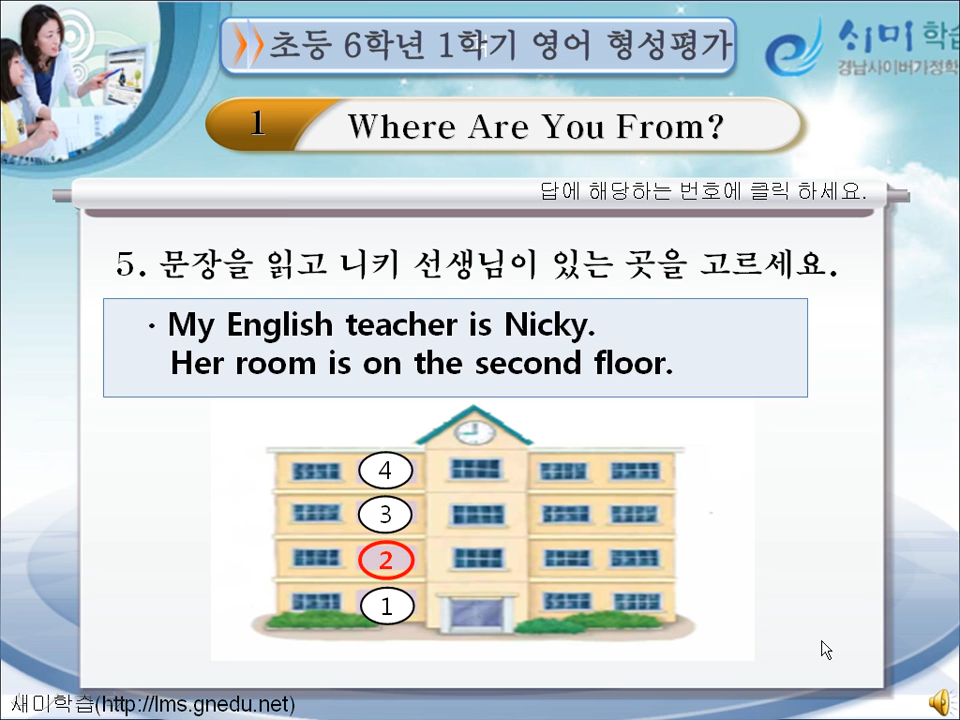 초등 6학년 1학기 영어 형성평가
새미 학습
경남사이버가정학
1 Where Are You From?
답에 해당하는 번호에 클릭 하세요.
5. 문장을 읽고 니키 선생님이 있는 곳을 고르세요.
· My English teacher is Nicky.
Her room is on the second floor.
4
3
2
1
새미학습(http://lms.gnedu.net)